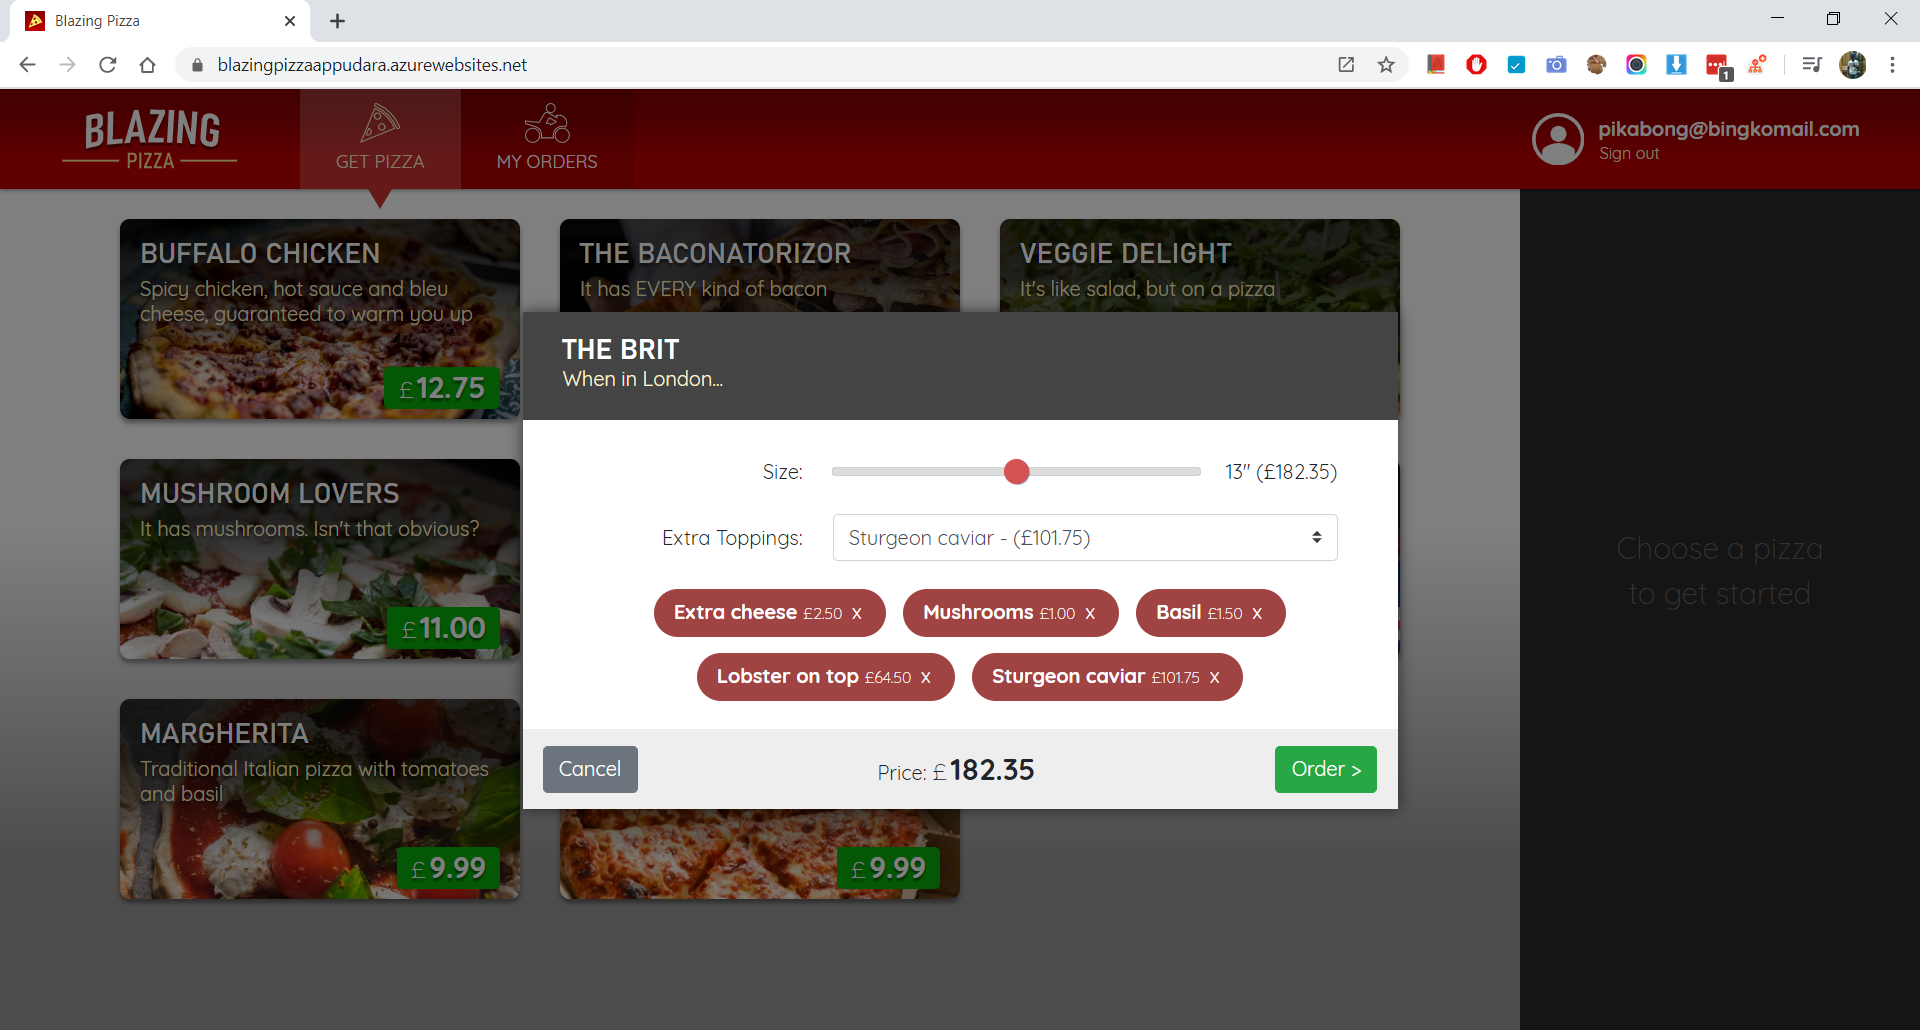 Blazing Pizza
blazingpizzaappudara.azurewebsites.net
1
BLAZING
PIZZA
GET PIZZA
MY ORDERS
pikabong@bingkomail.com
Sign out
BUFFALO CHICKEN
Spicy chicken, hot sauce and bleu
cheese, guaranteed to warm you up
£12.75
THE BACONATORIZOR
It has EVERY kind of bacon
VEGGIE DELIGHT
It's like salad, but on a pizza
THE BRIT
When in London...
Size:
13" (£182.35)
Extra Toppings:
Sturgeon caviar - (£101.75)
Extra cheese £2.50 x
Mushrooms £1.00 x
Basil £1.50 x
Lobster on top £64.50 x
Sturgeon caviar £101.75 x
Cancel
Price: £182.35
Order >
MUSHROOM LOVERS
It has mushrooms. Isn't that obvious?
£11.00
MARGHERITA
Traditional Italian pizza with tomatoes
and basil
£9.99
£9.99
Choose a pizza
to get started